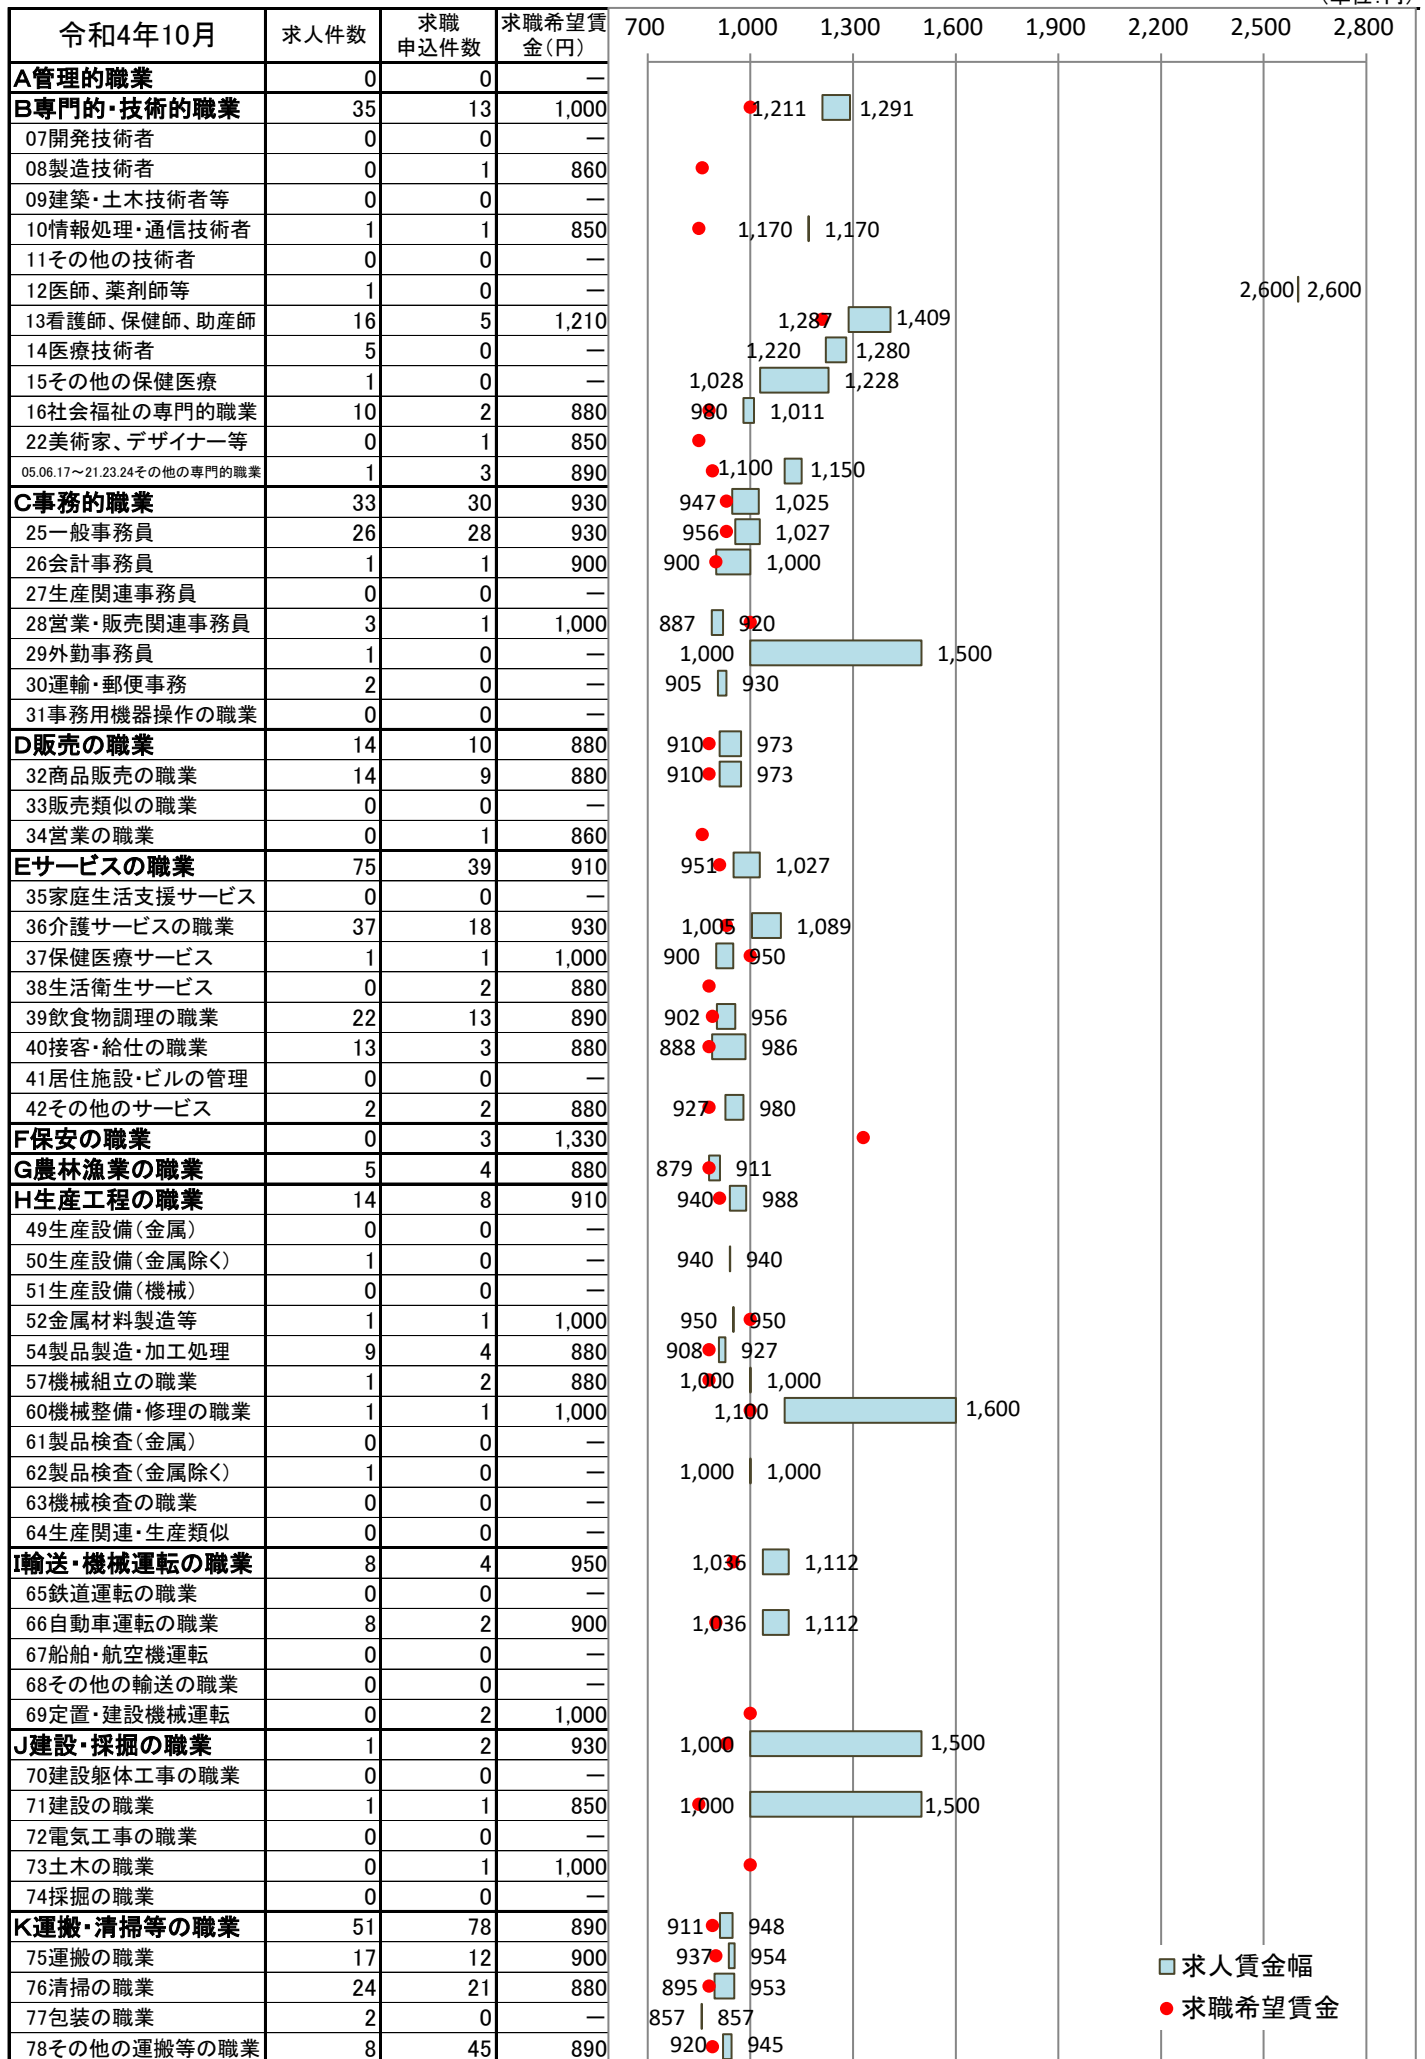 (単位:円)
令和4年10月 求人件数 求職申込件数 求職希望賃金(円) 700 1,000 1,300 1,600 1,900 2,200 2,500 2,800
A管理的職業 0 0 ―
B専門的・技術的職業 35 13 1,000 1,211 1,291
07開発技術者 0 0 ―
08製造技術者 0 1 860
09建築・土木技術者等 0 0 ―
10情報処理・通信技術者 1 1 850 1,170 1,170
11その他の技術者 0 0 ―
12医師、薬剤師等 1 0 ― 2,600 2,600
13看護師、保健師、助産師 16 5 1,210 1,287 1,409
14医療技術者 5 0 ― 1,220 1,280
15その他の保健医療 1 0 ― 1,028 1,228
16社会福祉の専門的職業 10 2 880 980 1,011
22美術家、デザイナー等 0 1 850
05.06.17～21.23.24その他の専門的職業 1 3 890 1,100 1,150
C事務的職業 33 30 930 947 1,025
25一般事務員 26 28 930 956 1,027
26会計事務員 1 1 900 900 1,000
27生産関連事務員 0 0 ―
28営業・販売関連事務員 3 1 1,000 887 920
29外勤事務員 1 0 ― 1,000 1,500
30運輸・郵便事務 2 0 ― 905 930
31事務用機器操作の職業 0 0 ―
D販売の職業 14 10 880 910 973
32商品販売の職業 14 9 880 910 973
33販売類似の職業 0 0 ―
34営業の職業 0 1 860
Eサービスの職業 75 39 910 951 1,027
35家庭生活支援サービス 0 0 ―
36介護サービスの職業 37 18 930 1,005 1,089
37保健医療サービス 1 1 1,000 900 950
38生活衛生サービス 0 2 880
39飲食物調理の職業 22 13 890 902 956
40接客・給仕の職業 13 3 880 888 986
41居住施設・ビルの管理 0 0 ―
42その他のサービス 2 2 880 927 980
F保安の職業 0 3 1,330
G農林漁業の職業 5 4 880 879 911
H生産工程の職業 14 8 910 940 988
49生産設備(金属) 0 0 ―
50生産設備(金属除く) 1 0 ― 940 940
51生産設備(機械) 0 0 ―
52金属材料製造等 1 1 1,000 950 950
54製品製造・加工処理 9 4 880 908 927
57機械組立の職業 1 2 880 1,000 1,000
60機械整備・修理の職業 1 1 1,000 1,100 1,600
61製品検査(金属) 0 0 ―
62製品検査(金属除く) 1 0 ― 1,000 1,000
63機械検査の職業 0 0 ―
64生産関連・生産類似 0 0 ―
I輸送・機械運転の職業 8 4 950 1,036 1,112
65鉄道運転の職業 0 0 ―
66自動車運転の職業 8 2 900 1,036 1,112
67船舶・航空機運転 0 0 ―
68その他の輸送の職業 0 0 ―
69定置・建設機械運転 0 2 1,000
J建設・採掘の職業 1 2 930 1,000 1,500
70建設躯体工事の職業 0 0 ―
71建設の職業 1 1 850 1,000 1,500
72電気工事の職業 0 0 ―
73土木の職業 0 1 1,000
74採掘の職業 0 0 ―
K運搬・清掃等の職業 51 78 890 911 948
75運搬の職業 17 12 900 937 954
76清掃の職業 24 21 880 895 953
77包装の職業 2 0 ― 857 857
78その他の運搬等の職業 8 45 890 920 945
求人賃金幅
求職希望賃金